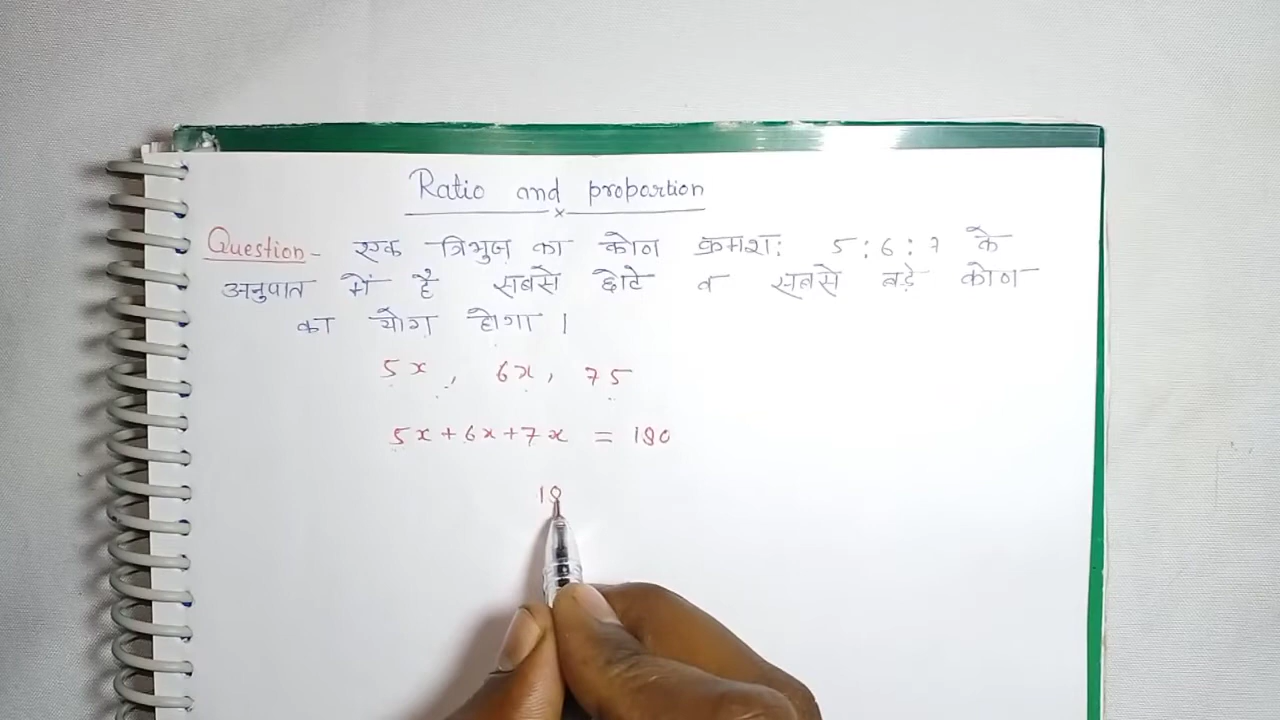 Ratio and proportion
Question- एक त्रिभुज का कोण क्रमश: 5:6:7 के
अनुपात में है सबसे छोटे व सबसे बड़े कोण
का योग होगा ।
5x, 6x, 75
5x+6x+7x = 180
18